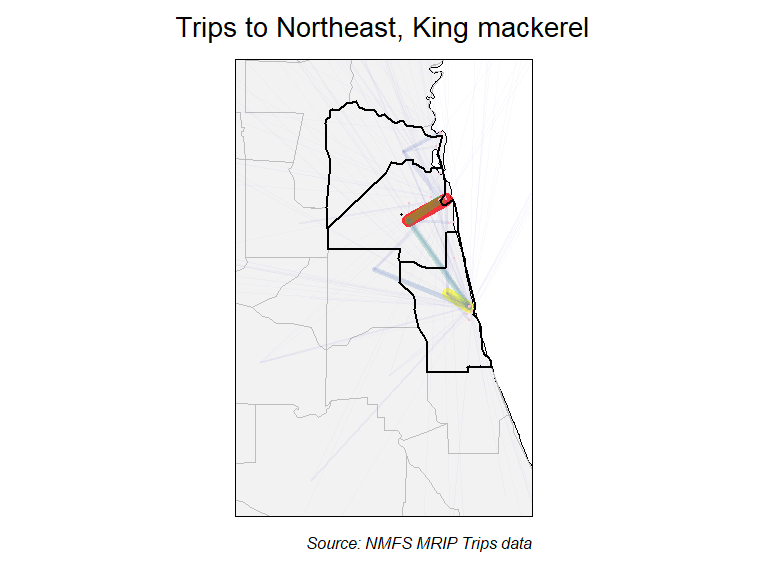 Trips to Northeast, King mackerel
Source: NMFS MRIP Trips data